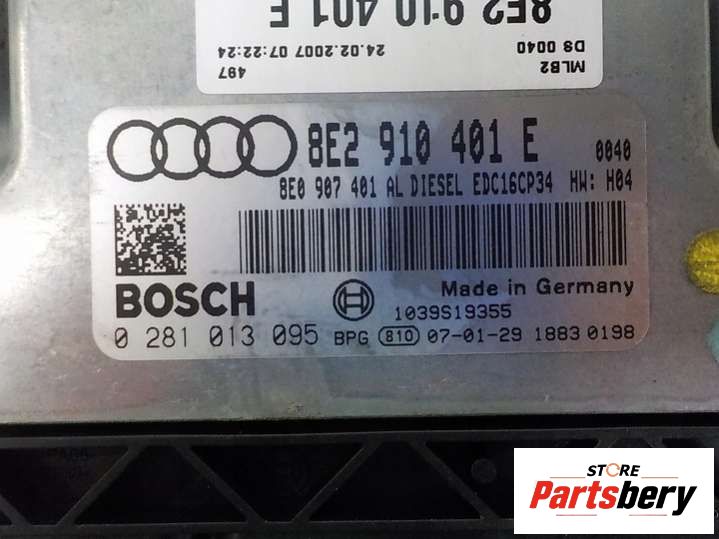 8E2 910 401 E
MLB2
DS 0040
497
24.02.2007 07:22:24
8E2 910 401 E 0040
8E0 907 401 AL DIESEL EDC16CP34 HW: H04
Made in Germany
BOSCH
1039S19355
0 281 013 095 BPG 810 07-01-29 1883 0198
STORE
Partsbery